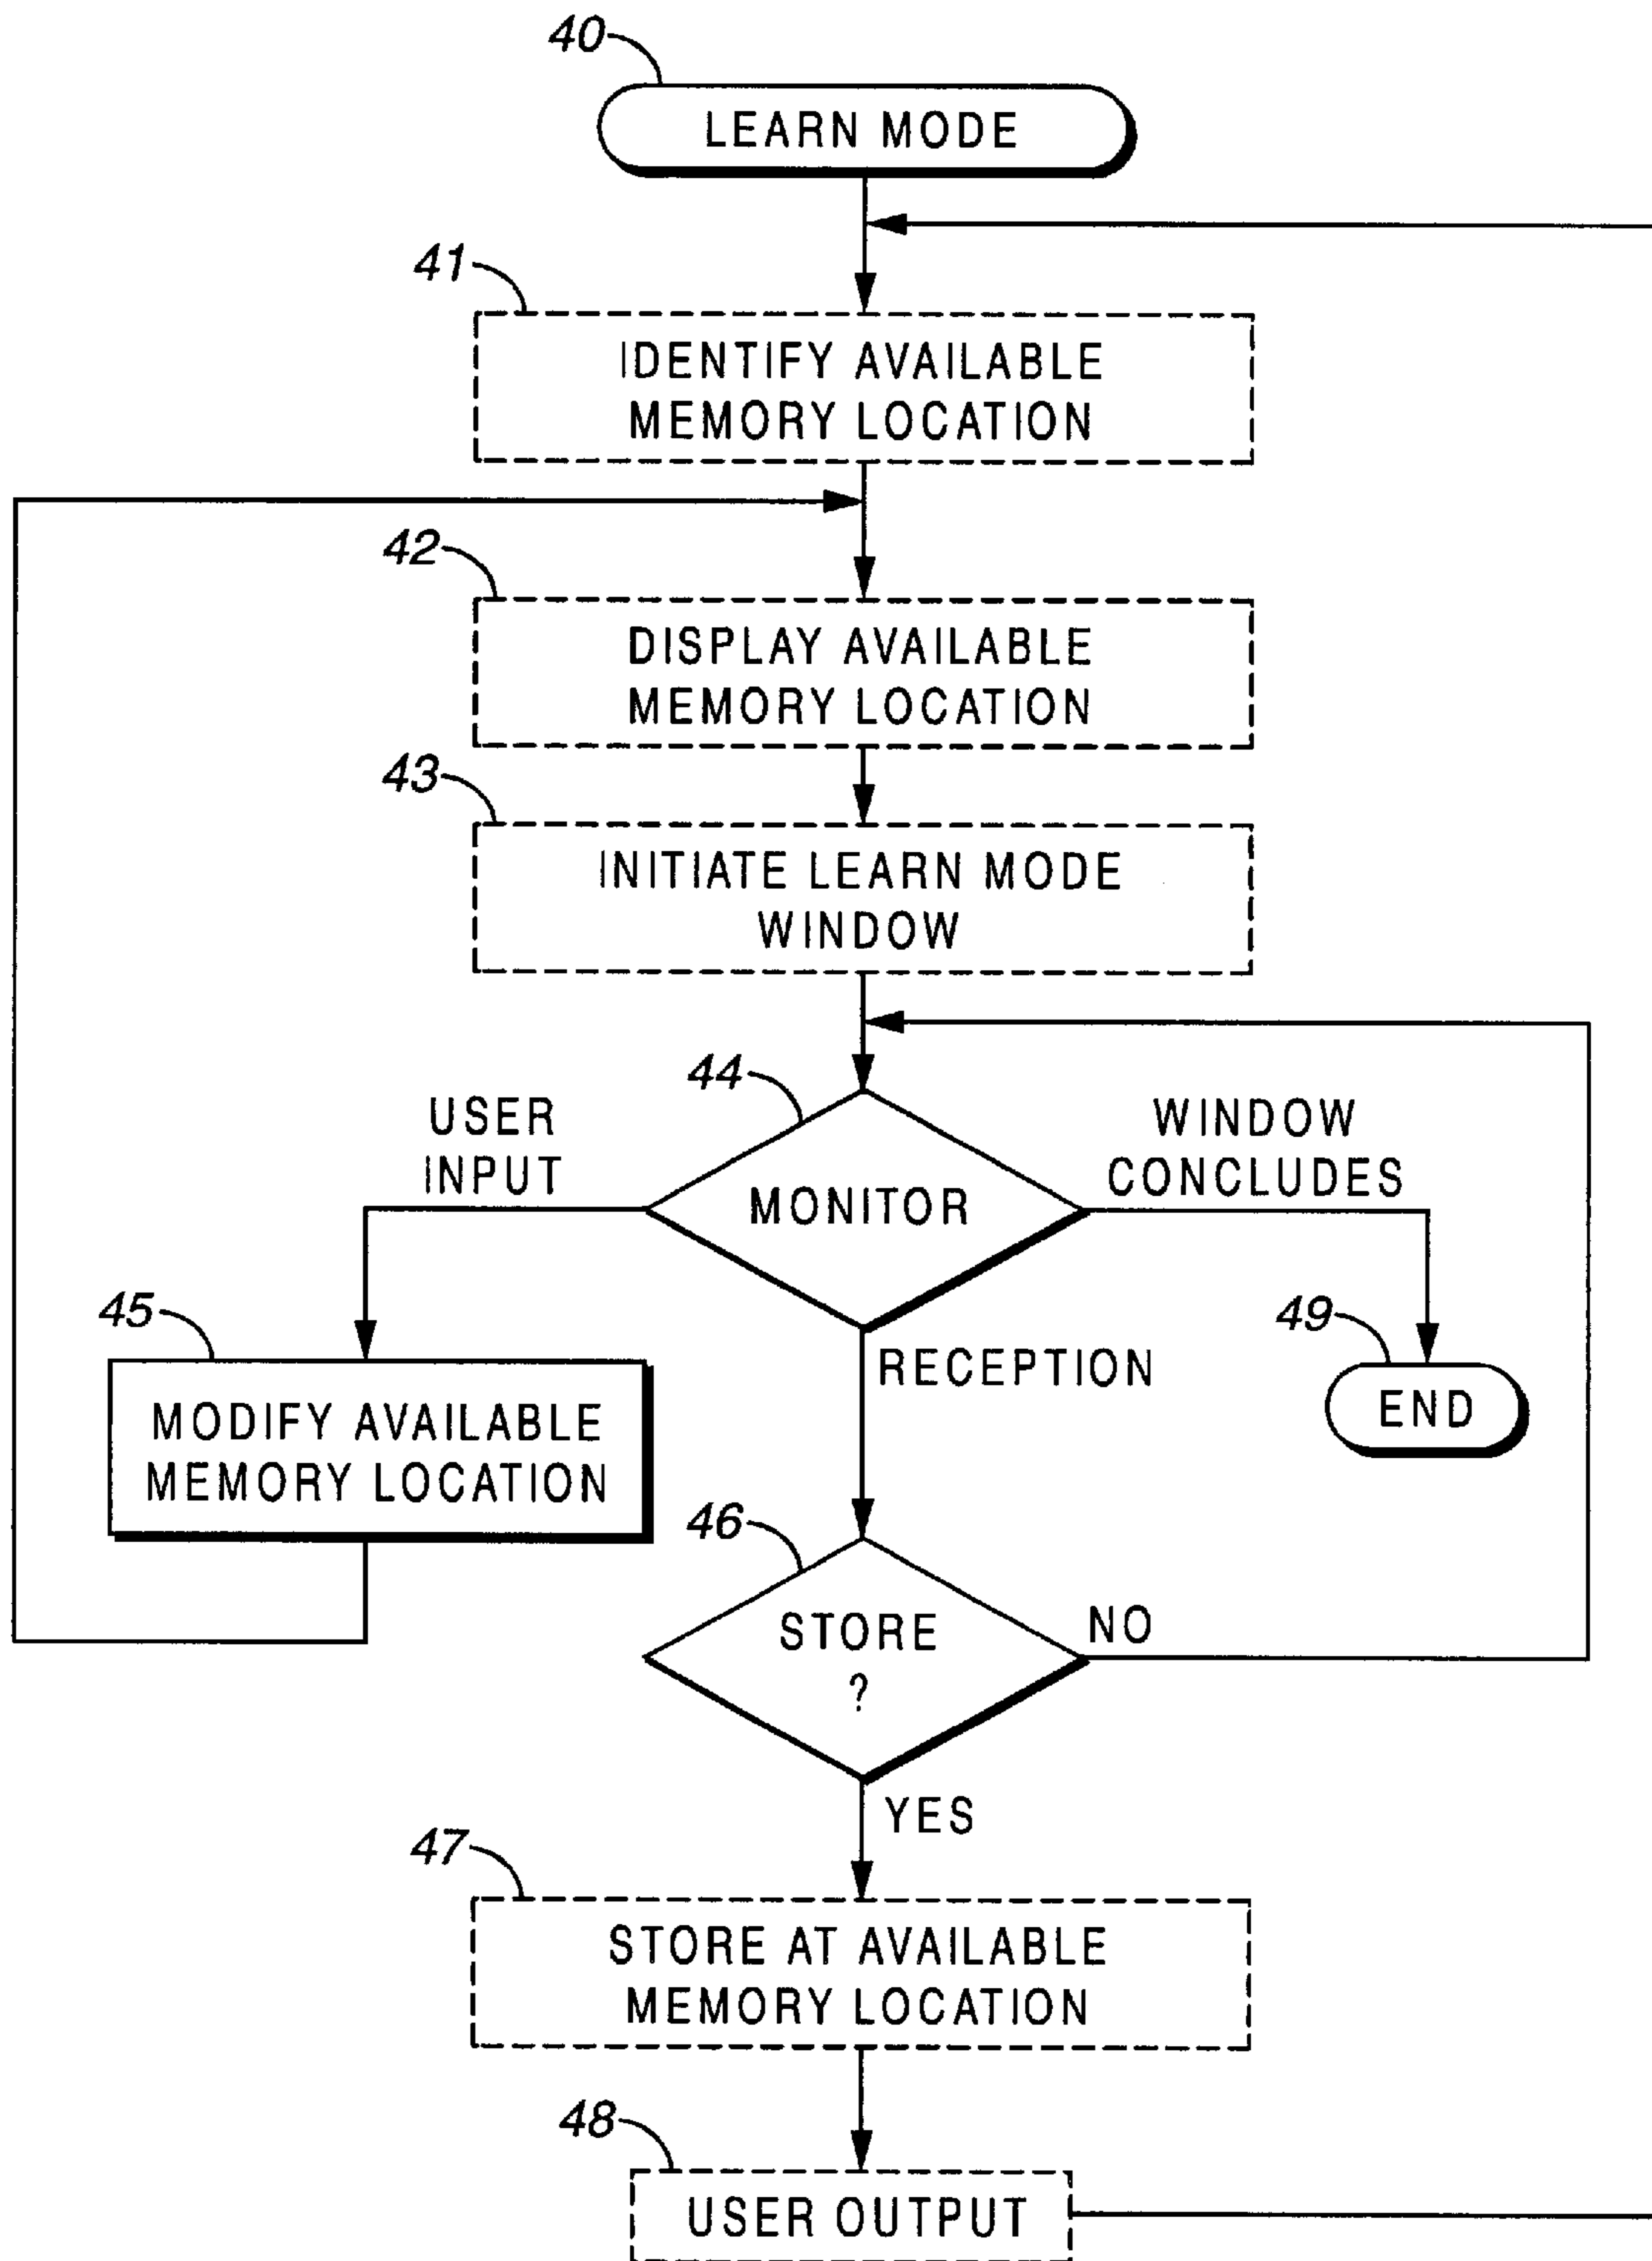 40
LEARN MODE
41
IDENTIFY AVAILABLE
MEMORY LOCATION
42
DISPLAY AVAILABLE
MEMORY LOCATION
43
INITIATE LEARN MODE
WINDOW
44
USER
INPUT
MONITOR
WINDOW
CONCLUDES
45
MODIFY AVAILABLE
MEMORY LOCATION
RECEPTION
49
END
46
STORE
?
NO
YES
47
STORE AT AVAILABLE
MEMORY LOCATION
48
USER OUTPUT